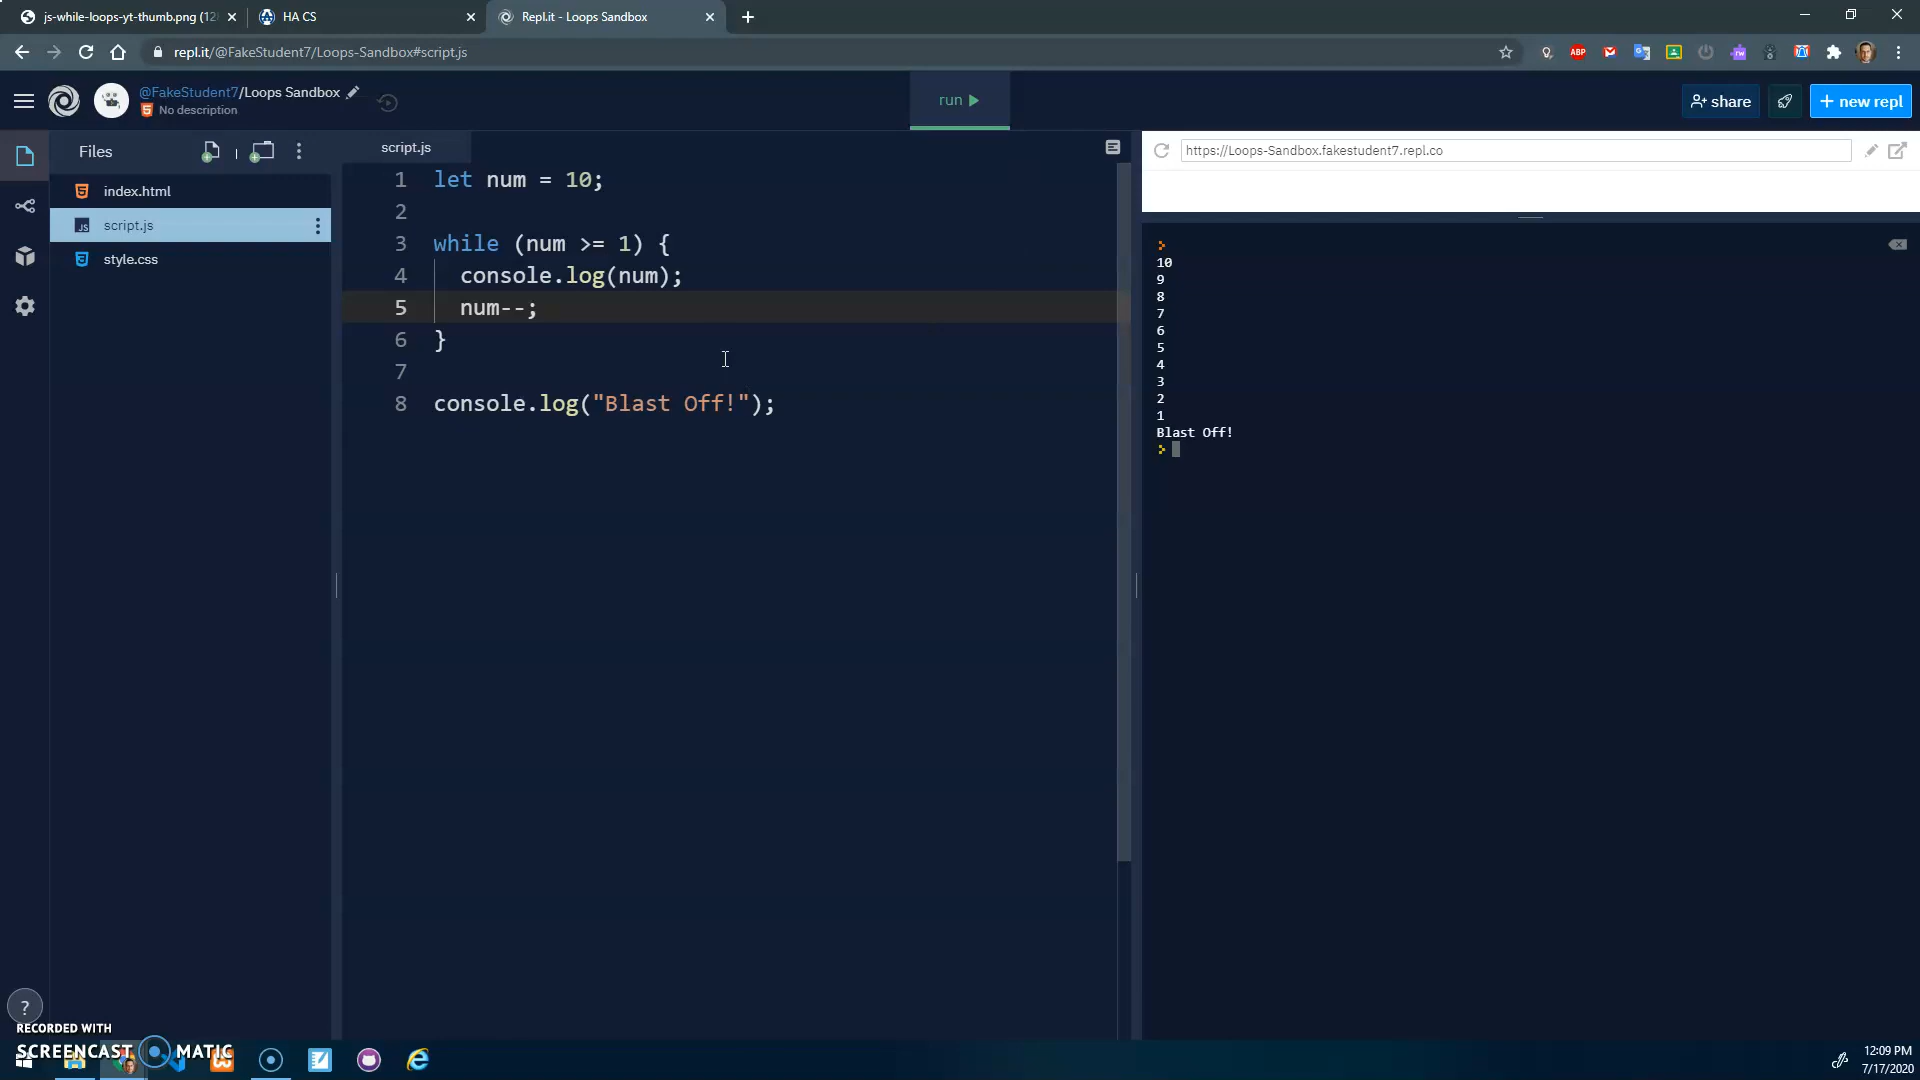 js-while-loops-yt-thumb.png (12
HA CS
Repl.it - Loops Sandbox
repl.it/@FakeStudent7/Loops-Sandbox#script.js
ABP
@FakeStudent7/Loops Sandbox
No description
run
share
+ new repl
Files
index.html
script.js
style.css
script.js
1 let num = 10;
2
3 while (num >= 1) {
4 console.log(num);
5 num--;
6 }
7
8 console.log("Blast Off!");
https://Loops-Sandbox.fakestudent7.repl.co
10
9
8
7
6
5
4
3
2
1
Blast Off!
?
RECORDED WITH
SCREENCAST MATIC
12:09 PM
7/17/2020